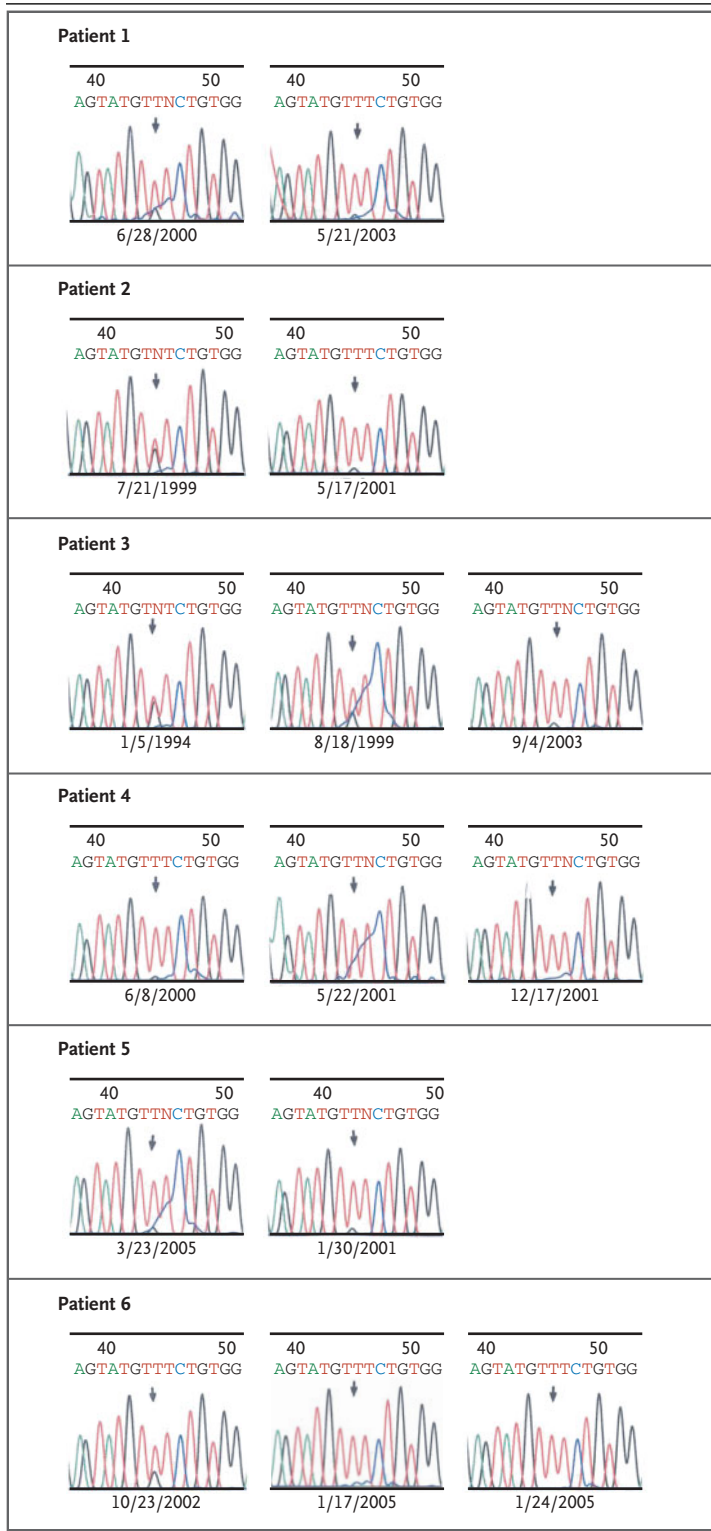 Patient 1
40 50 40 50
AGTATGTTNCTGTGG AGTATGTTTCTGTGG
6/28/2000 5/21/2003
Patient 2
40 50 40 50
AGTATGTNTCTGTGG AGTATGTTTCTGTGG
7/21/1999 5/17/2001
Patient 3
40 50 40 50 40 50
AGTATGTNTCTGTGG AGTATGTTNCTGTGG AGTATGTTNCTGTGG
1/5/1994 8/18/1999 9/4/2003
Patient 4
40 50 40 50 40 50
AGTATGTTTCTGTGG AGTATGTTNCTGTGG AGTATGTTNCTGTGG
6/8/2000 5/22/2001 12/17/2001
Patient 5
40 50 40 50
AGTATGTTNCTGTGG AGTATGTTNCTGTGG
3/23/2005 1/30/2001
Patient 6
40 50 40 50 40 50
AGTATGTTTCTGTGG AGTATGTTTCTGTGG AGTATGTTTCTGTGG
10/23/2002 1/17/2005 1/24/2005